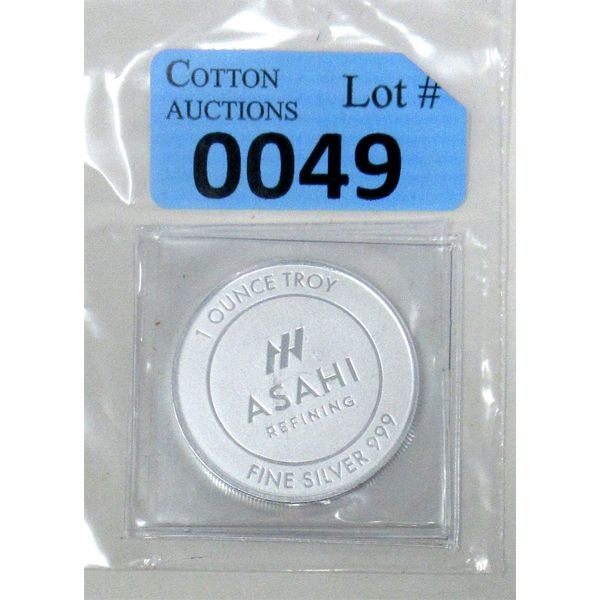 COTTON
AUCTIONS
Lot #
0049
1 OUNCE TROY
ASAHI
REFINING
FINE SILVER 999